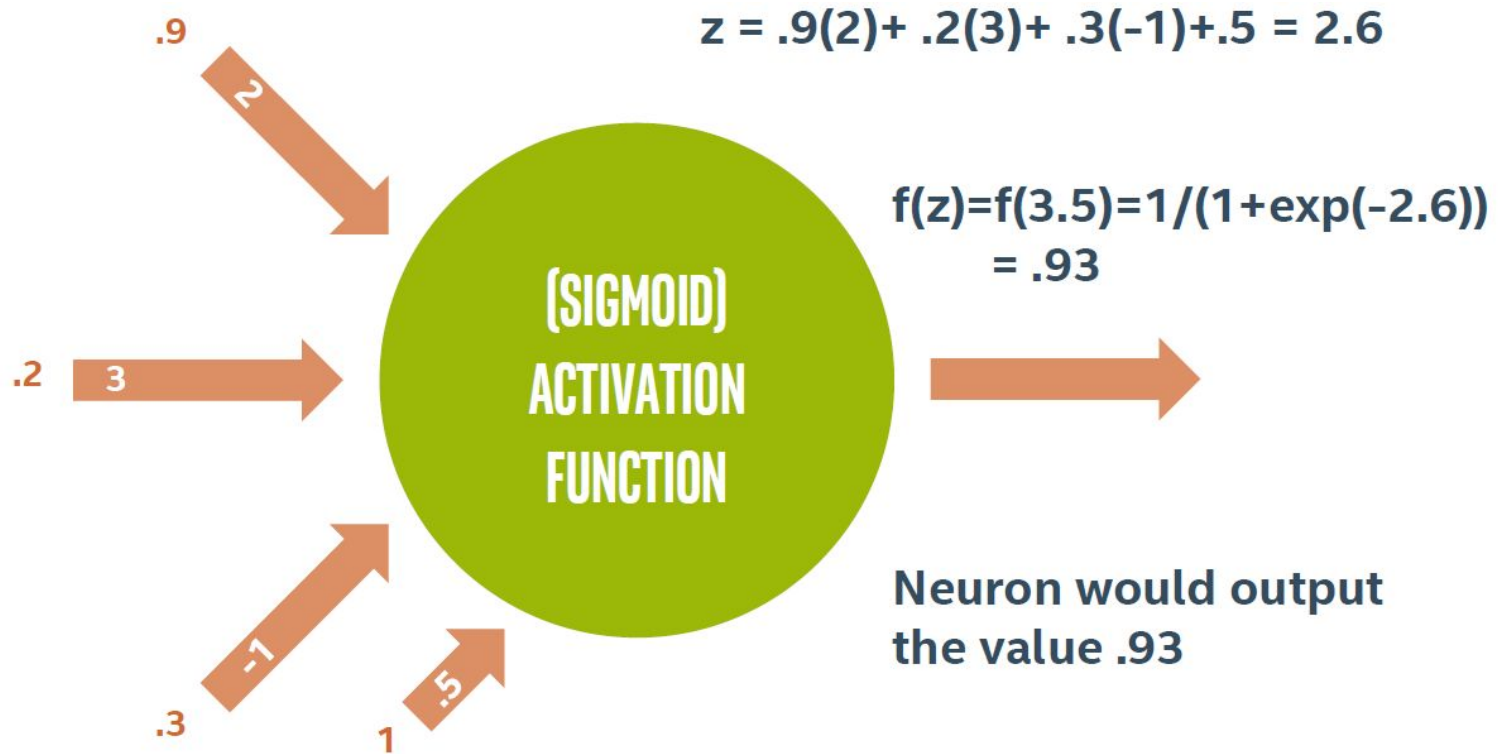 .9
2
z = .9(2)+ .2(3)+ .3(-1)+.5 = 2.6
f(z)=f(3.5)=1/(1+exp(-2.6))
= .93
(SIGMOID)
ACTIVATION
FUNCTION
.2
3
-1
.3
.5
1
Neuron would output
the value .93